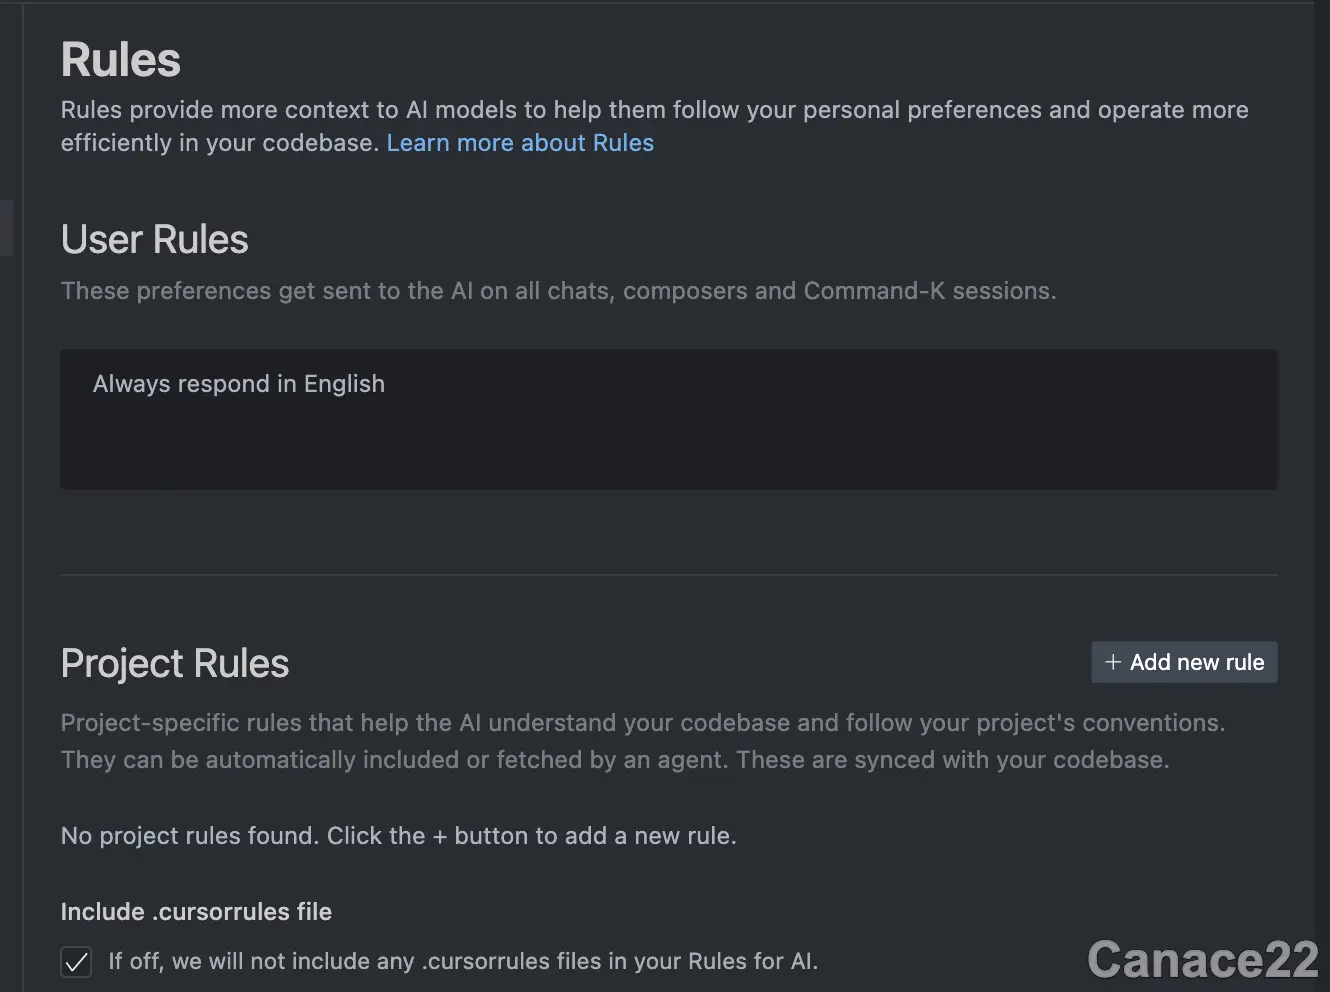 Rules
Rules provide more context to AI models to help them follow your personal preferences and operate more
efficiently in your codebase. Learn more about Rules
User Rules
These preferences get sent to the AI on all chats, composers and Command-K sessions.
Always respond in English
Project Rules
+ Add new rule
Project-specific rules that help the AI understand your codebase and follow your project's conventions.
They can be automatically included or fetched by an agent. These are synced with your codebase.
No project rules found. Click the + button to add a new rule.
Include .cursorrules file
If off, we will not include any .cursorrules files in your Rules for AI.
Canace22